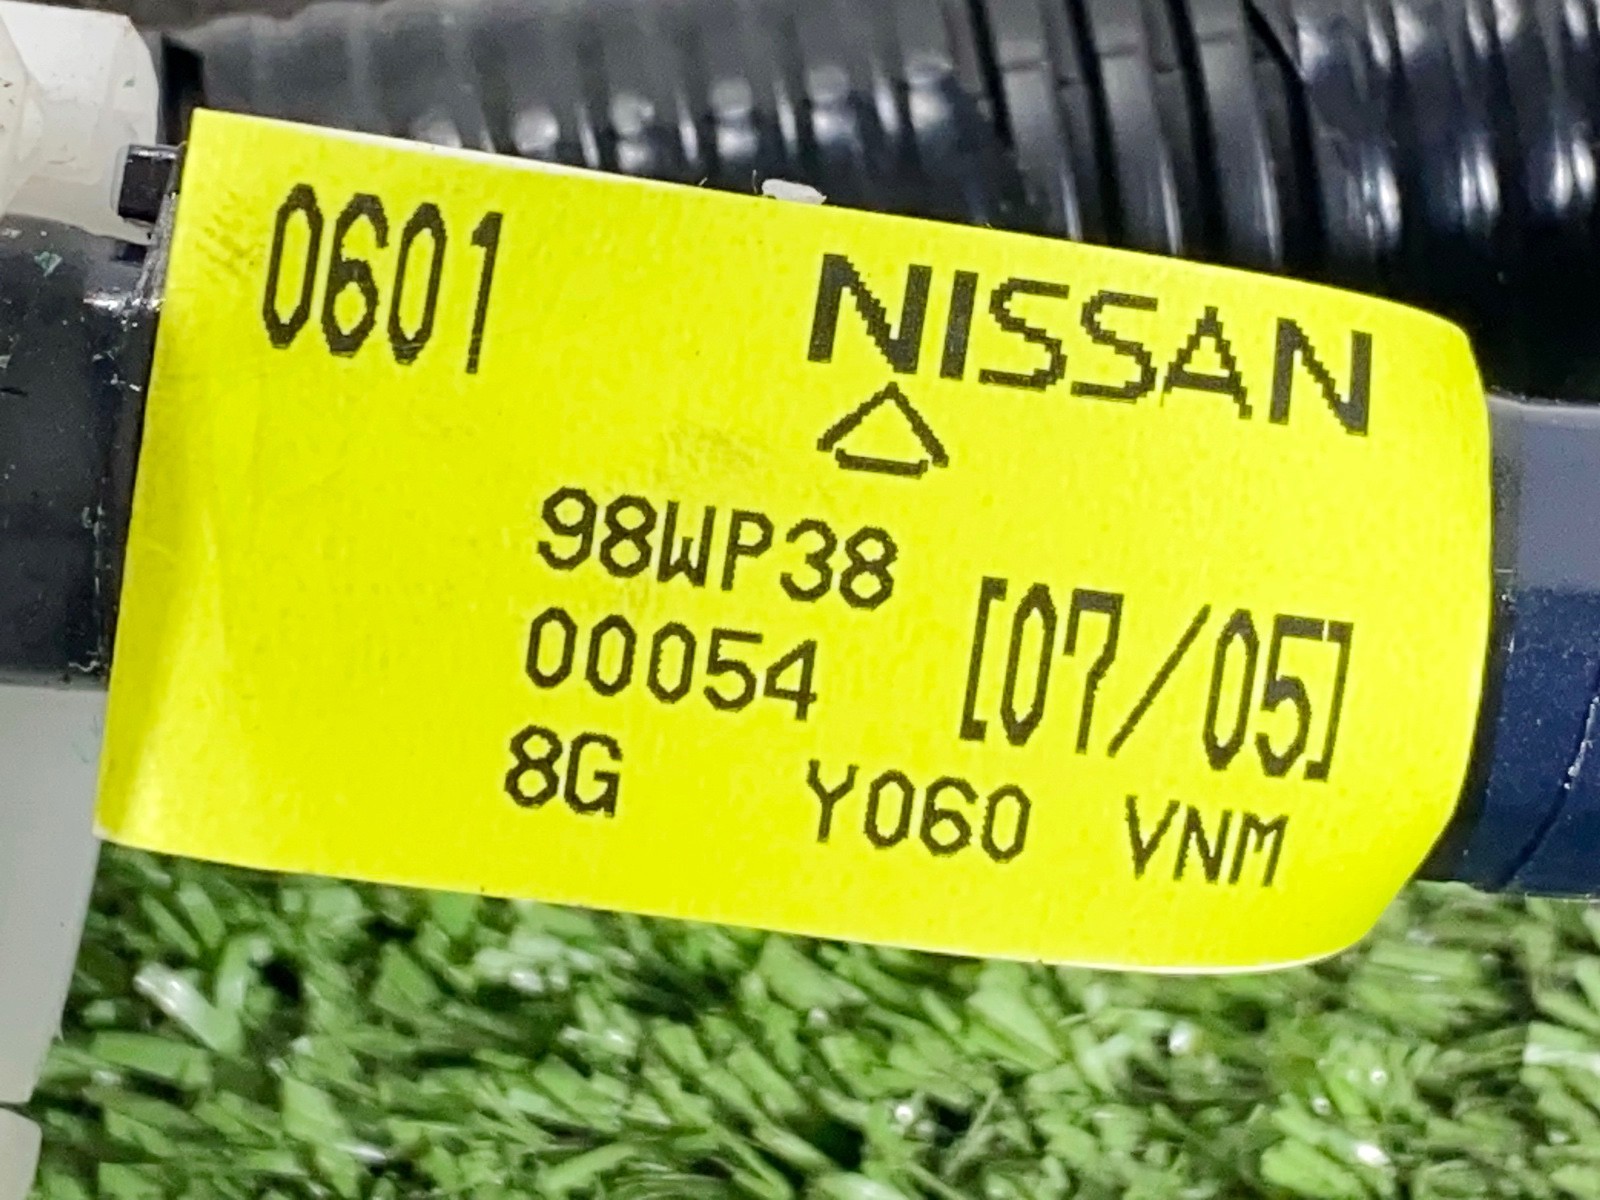 0601
NISSAN
98WP38
00054 [07/05]
8G Y060 VNM